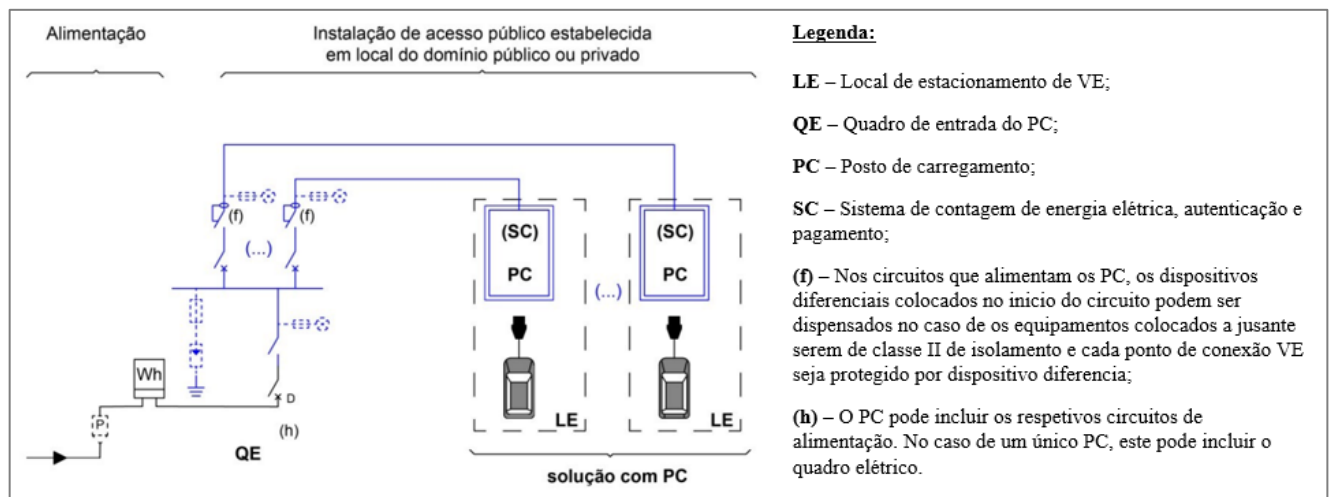 Alimentação
Instalação de acesso público estabelecida
em local do domínio público ou privado
(f)
(f)
(...)
(SC)
PC
(SC)
PC
(...)
Wh
P
D
(h)
QE
LE
LE
solução com PC
Legenda:
LE – Local de estacionamento de VE;
QE – Quadro de entrada do PC;
PC – Posto de carregamento;
SC – Sistema de contagem de energia elétrica, autenticação e
pagamento;
(f) – Nos circuitos que alimentam os PC, os dispositivos
diferenciais colocados no inicio do circuito podem ser
dispensados no caso de os equipamentos colocados a jusante
serem de classe II de isolamento e cada ponto de conexão VE
seja protegido por dispositivo diferencia;
(h) – O PC pode incluir os respetivos circuitos de
alimentação. No caso de um único PC, este pode incluir o
quadro elétrico.